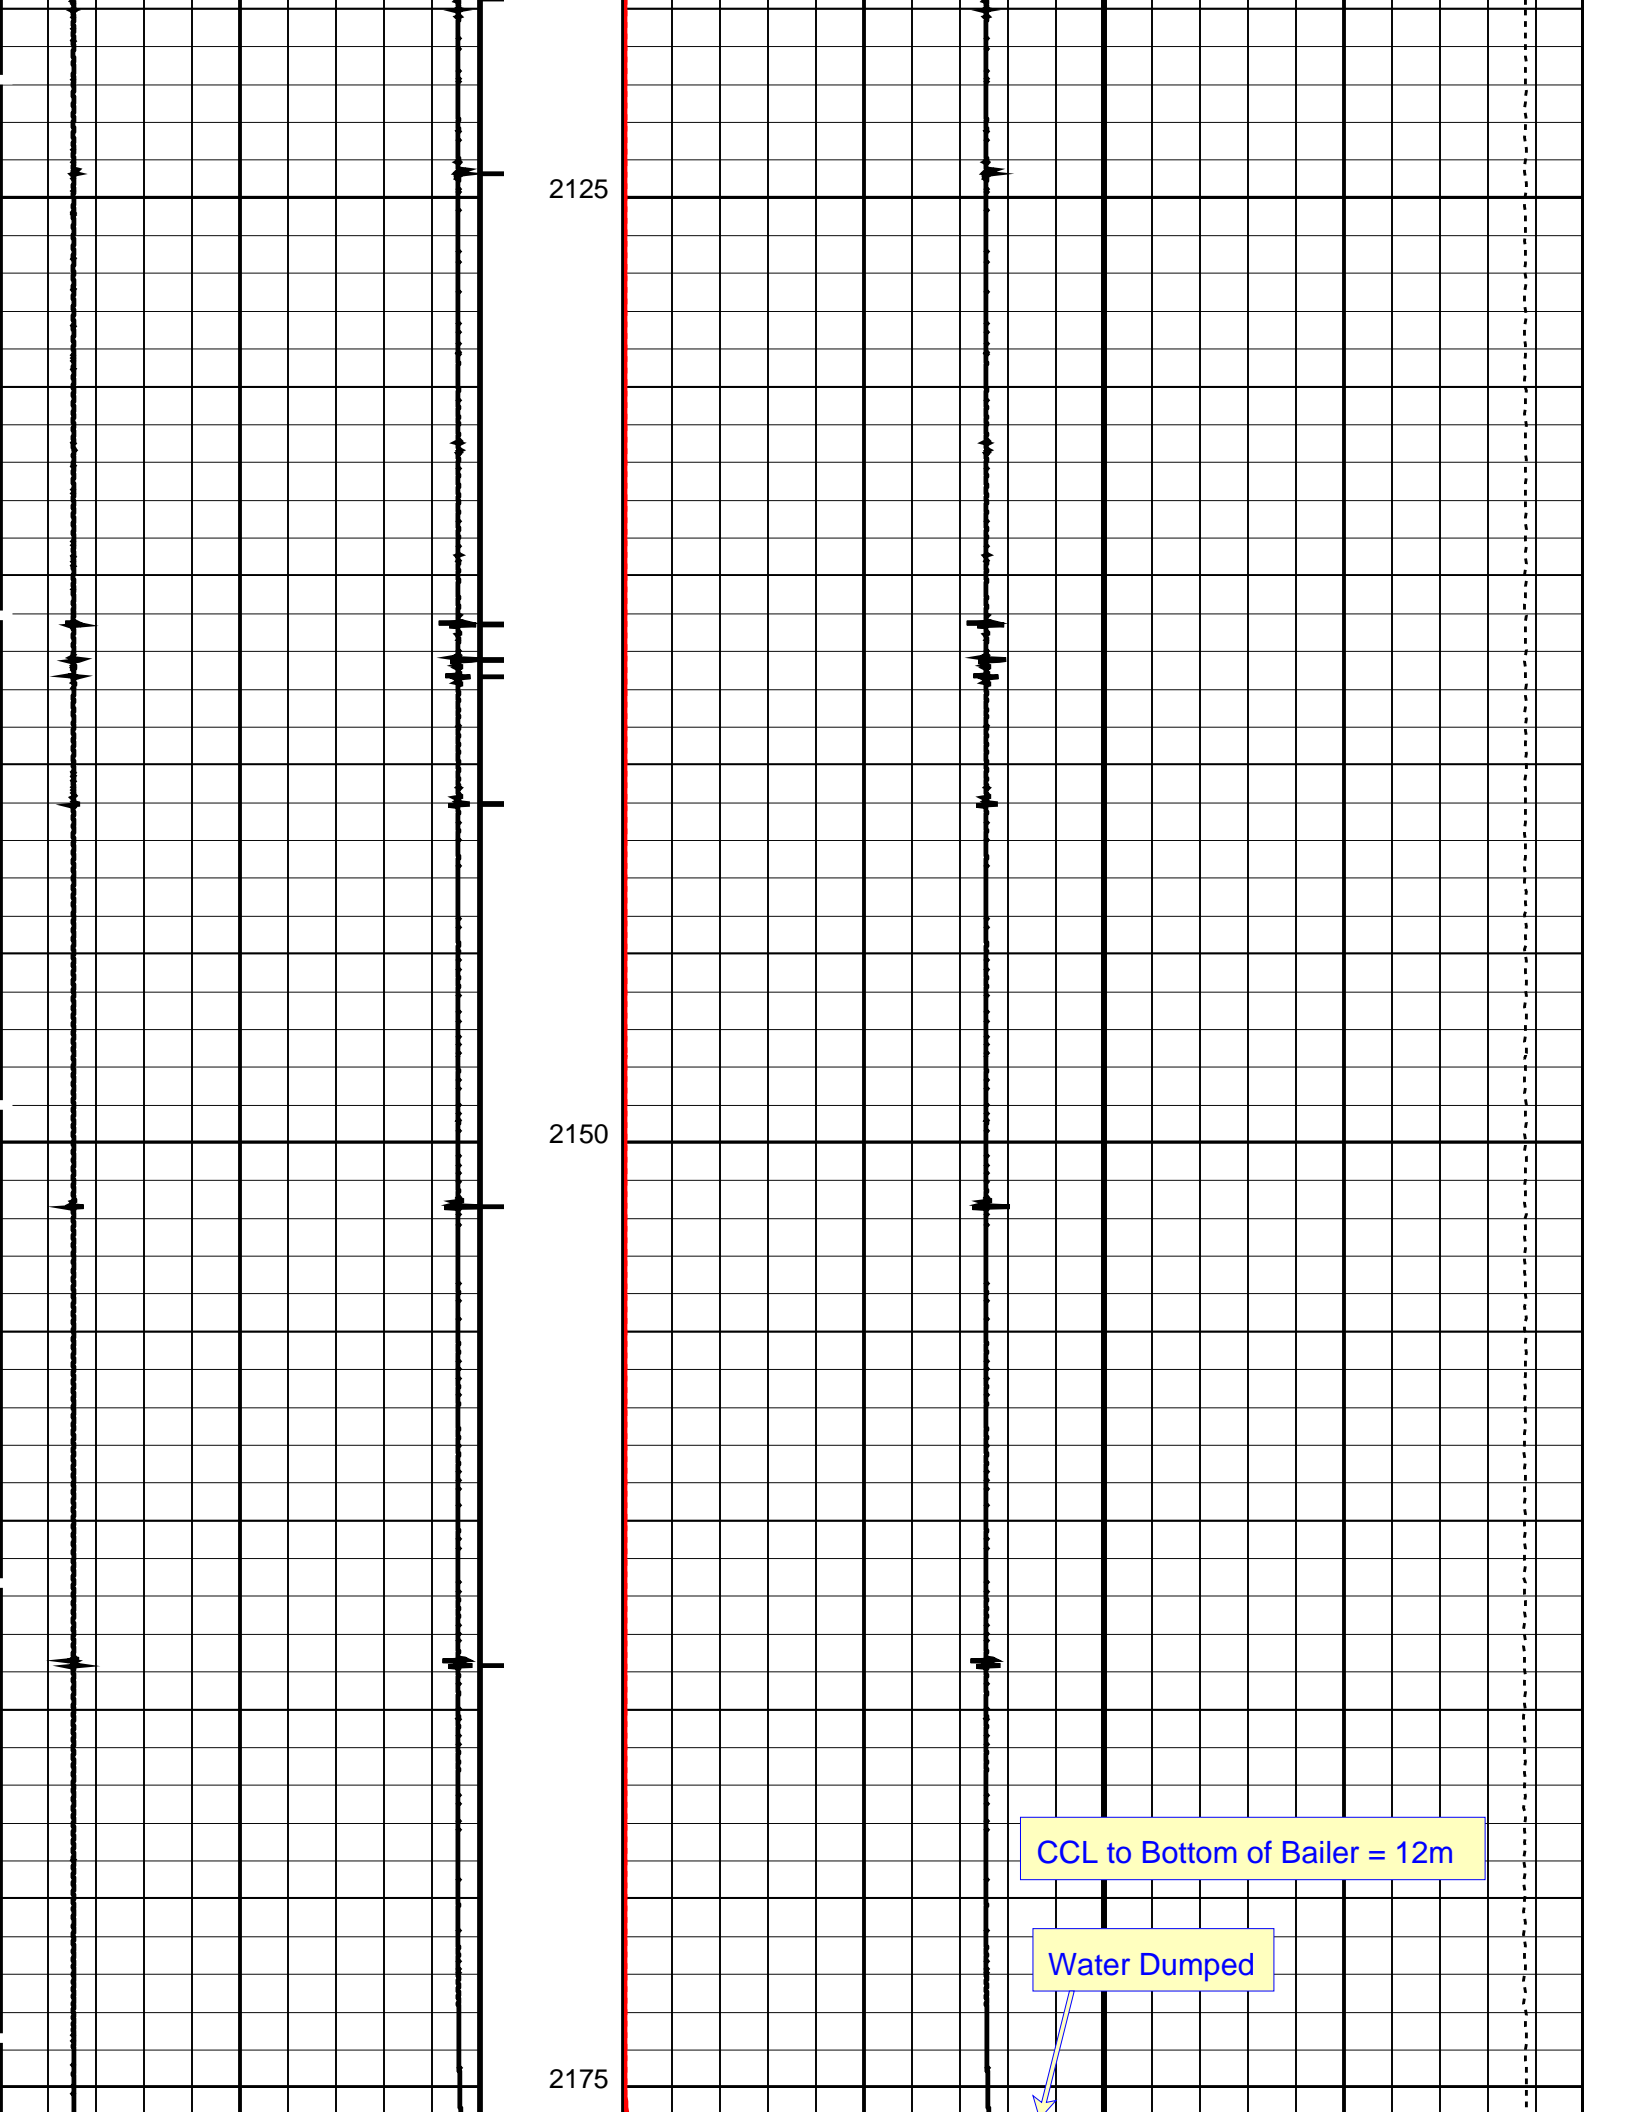 2125
2150
CCL to Bottom of Bailer = 12m
Water Dumped
2175